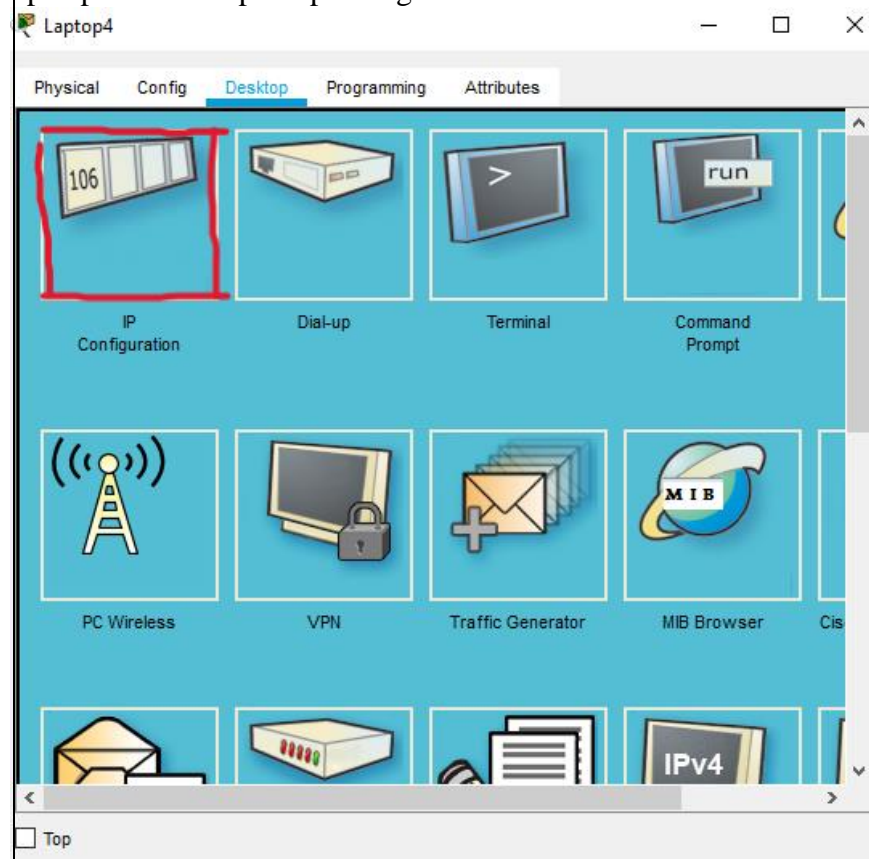 Laptop4
Physical Config Desktop Programming Attributes
106
>
run
IP
Configuration
Dial-up
Terminal
Command
Prompt
MIB
PC Wireless
VPN
Traffic Generator
MIB Browser
Cis
IPv4
Top